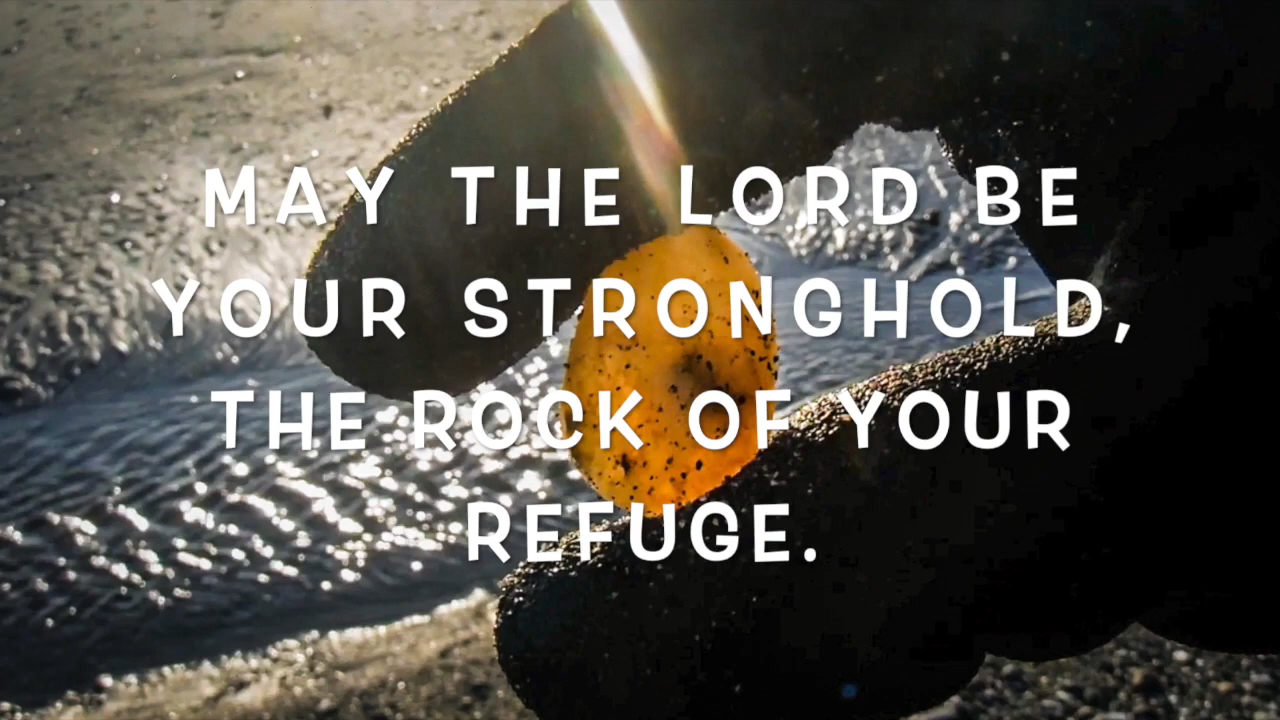 MAY THE LORD BE
YOUR STRONGHOLD,
THE ROCK OF YOUR
REFUGE.